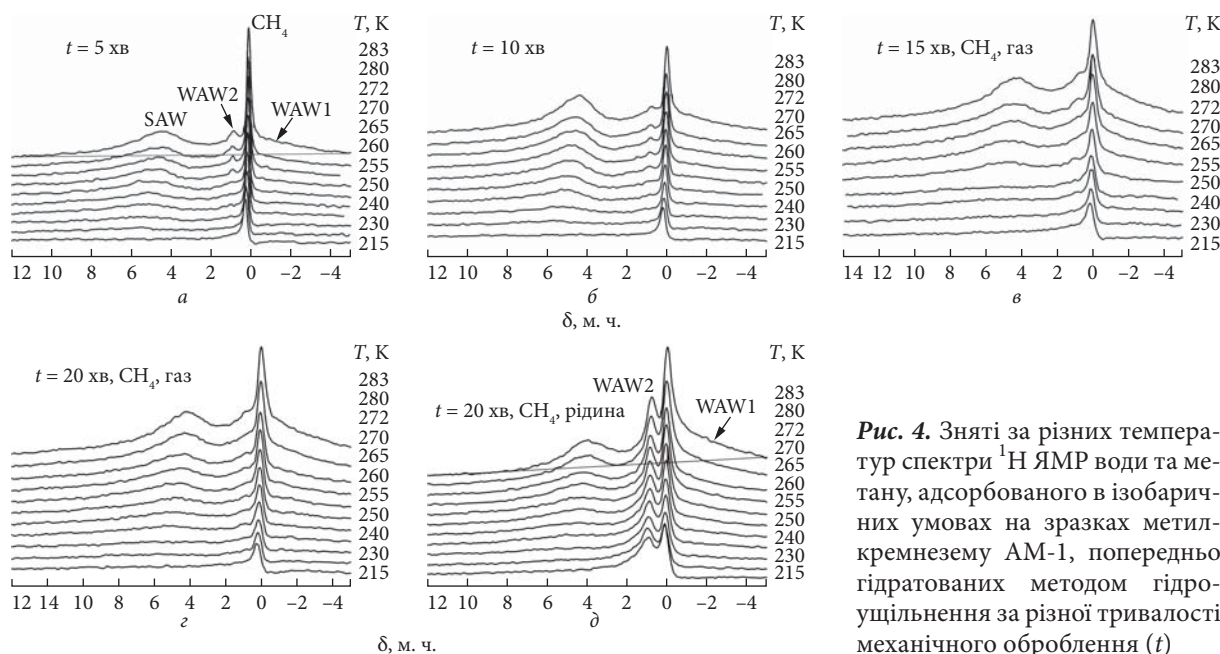 t = 5 хв
CH₄
T, K
WAW2
WAW1
SAW
283
280
272
270
265
260
255
250
240
230
215
12 10 8 6 4 2 0 –2 –4
а
t = 10 хв
T, K
283
280
272
270
265
260
255
250
240
230
215
12 10 8 6 4 2 0 –2 –4
б
t = 15 хв, CH₄, газ
T, K
283
280
272
270
265
260
255
250
240
230
215
14 12 10 8 6 4 2 0 –2 –4
в
δ, м. ч.
t = 20 хв, CH₄, газ
T, K
283
280
272
270
265
260
255
250
240
230
215
12 14 10 8 6 4 2 0 –2 –4
г
t = 20 хв, CH₄, рідина
WAW2
WAW1
T, K
283
280
272
270
265
260
255
250
240
230
215
12 10 8 6 4 2 0 –2 –4
д
δ, м. ч.
Рис. 4. Зняті за різних темпера-
тур спектри ¹Н ЯМР води та ме-
тану, адсорбованого в ізобарич-
них умовах на зразках метил-
кремнезему АМ-1, попередньо
гідратованих методом гідро-
ущільнення за різної тривалості
механічного оброблення (t)